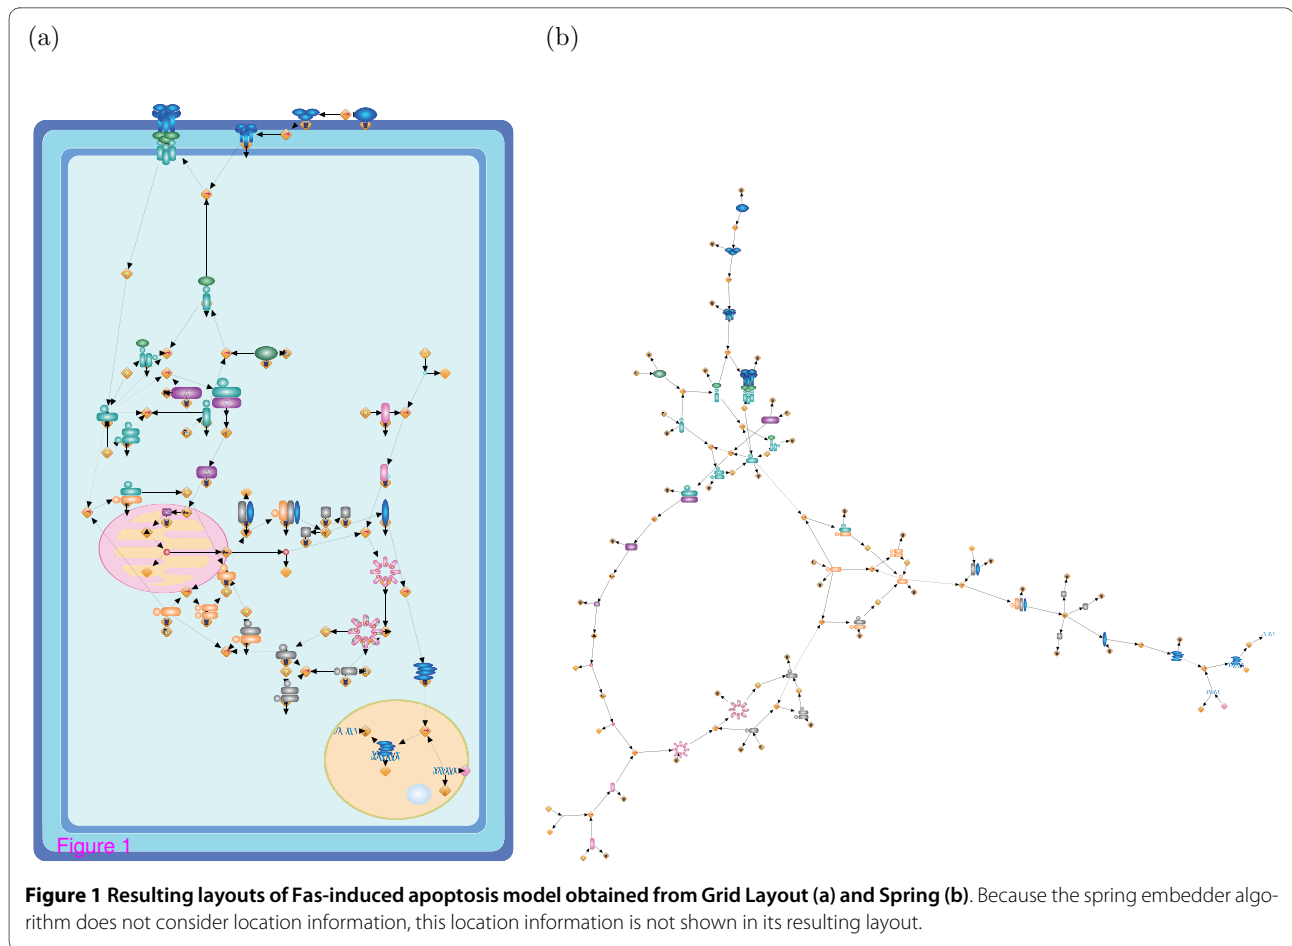 (a)
(b)
Figure 1
Figure 1 Resulting layouts of Fas-induced apoptosis model obtained from Grid Layout (a) and Spring (b). Because the spring embedder algo-
rithm does not consider location information, this location information is not shown in its resulting layout.